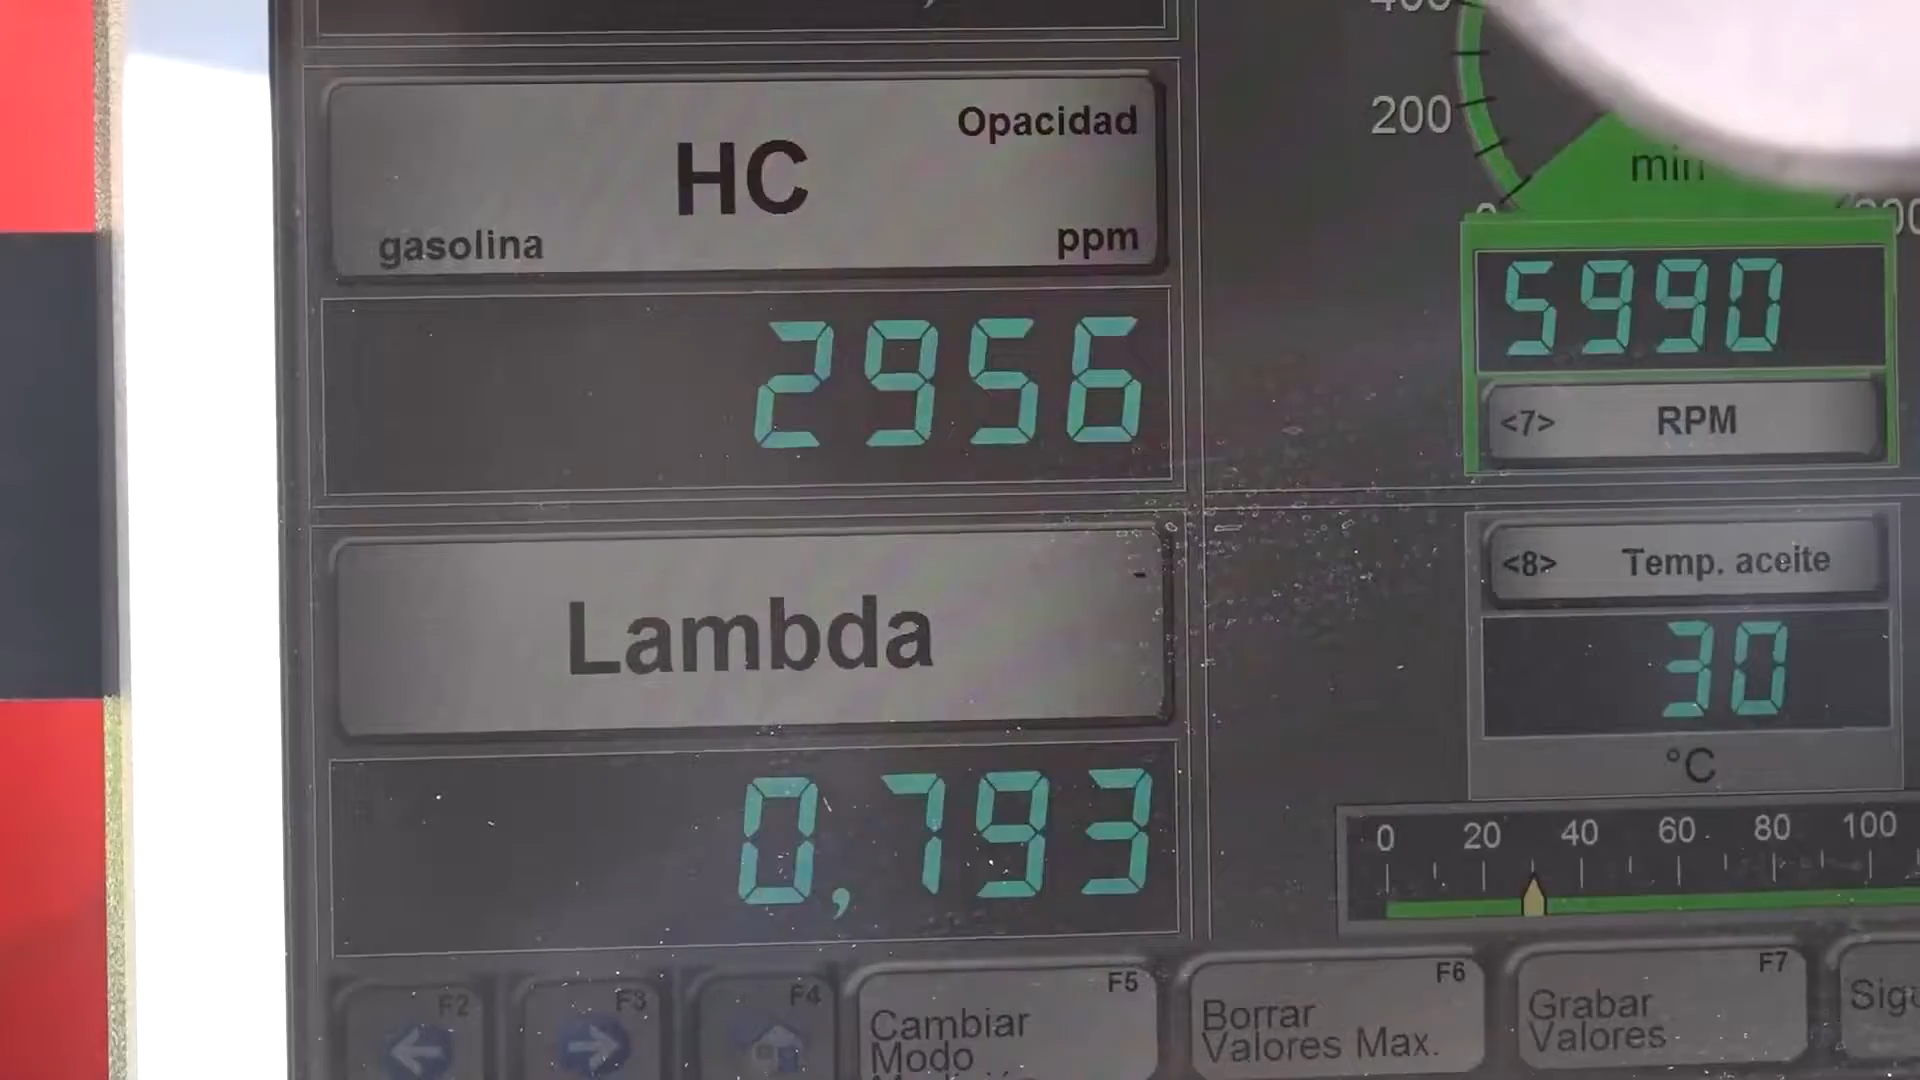 Opacidad
HC
gasolina
ppm
2956
Lambda
-
0,793
400
200
min
0
5990
<7> RPM
<8> Temp. aceite
30
°C
0 20 40 60 80 100
F2
F3
F4
F5
Cambiar
Modo
F6
Borrar
Valores Max.
F7
Grabar
Valores